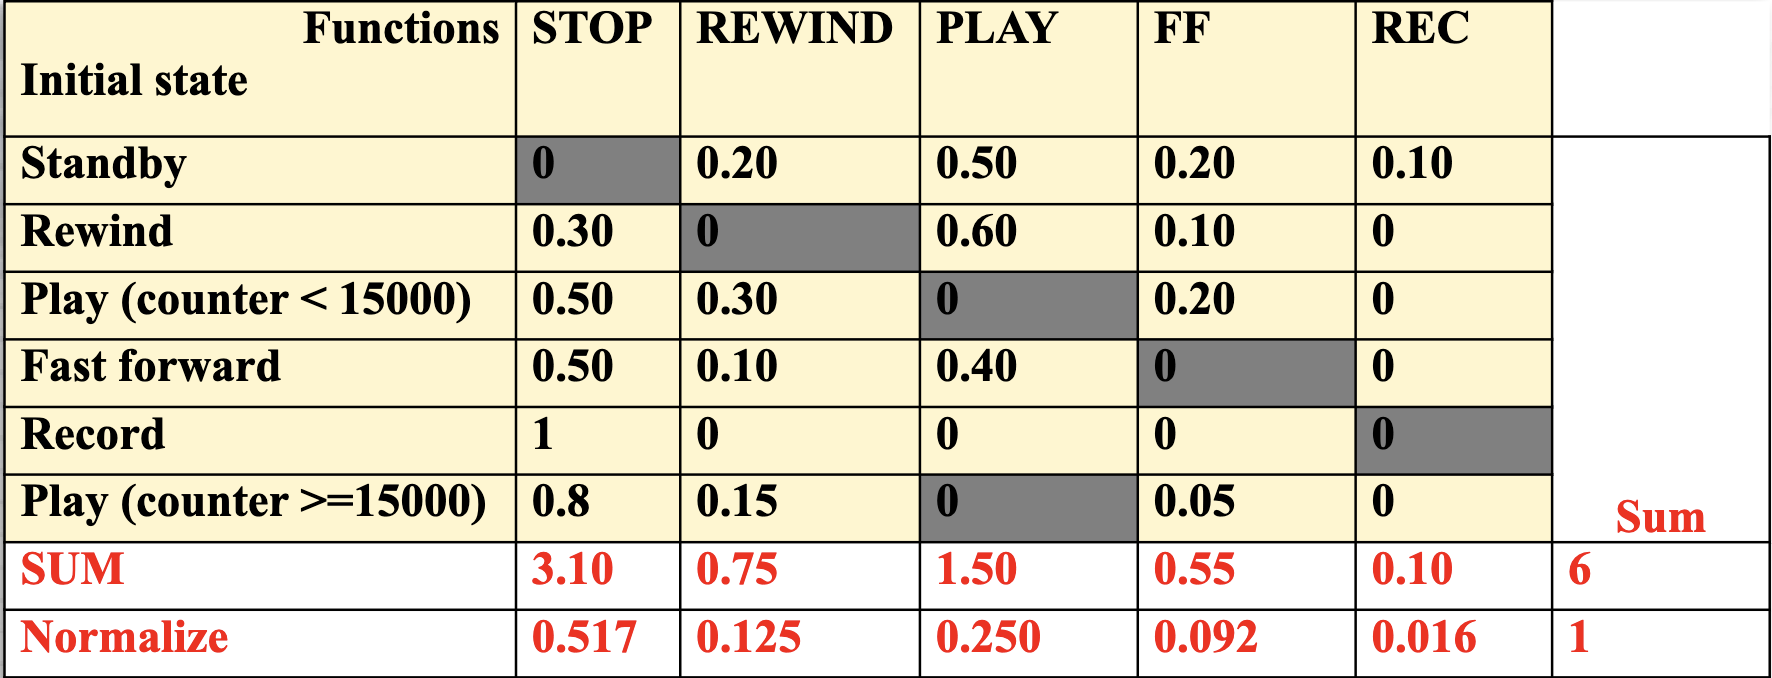 Functions STOP REWIND PLAY FF REC
Initial state
Standby 0 0.20 0.50 0.20 0.10
Rewind 0.30 0 0.60 0.10 0
Play (counter < 15000) 0.50 0.30 0 0.20 0
Fast forward 0.50 0.10 0.40 0 0
Record 1 0 0 0 0
Play (counter >=15000) 0.8 0.15 0 0.05 0 Sum
SUM 3.10 0.75 1.50 0.55 0.10 6
Normalize 0.517 0.125 0.250 0.092 0.016 1